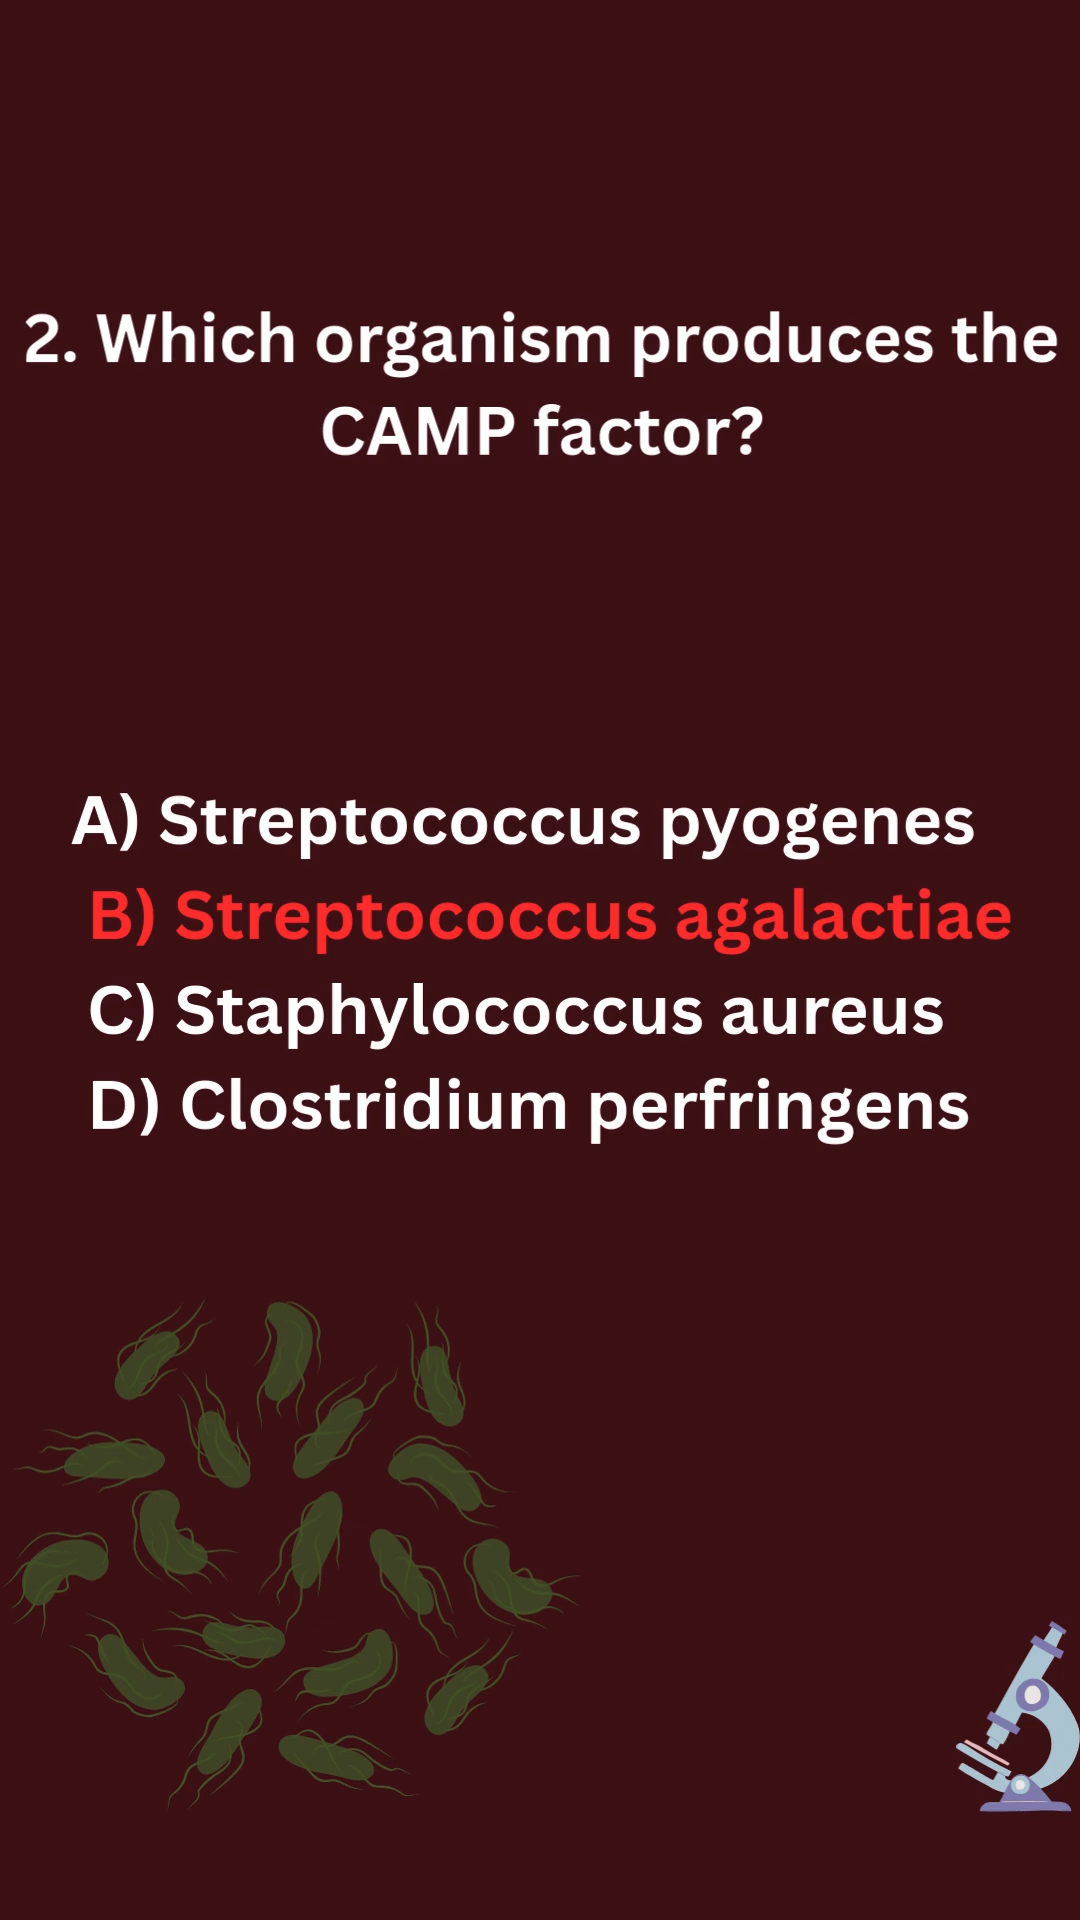 2. Which organism produces the
CAMP factor?
A) Streptococcus pyogenes
B) Streptococcus agalactiae
C) Staphylococcus aureus
D) Clostridium perfringens